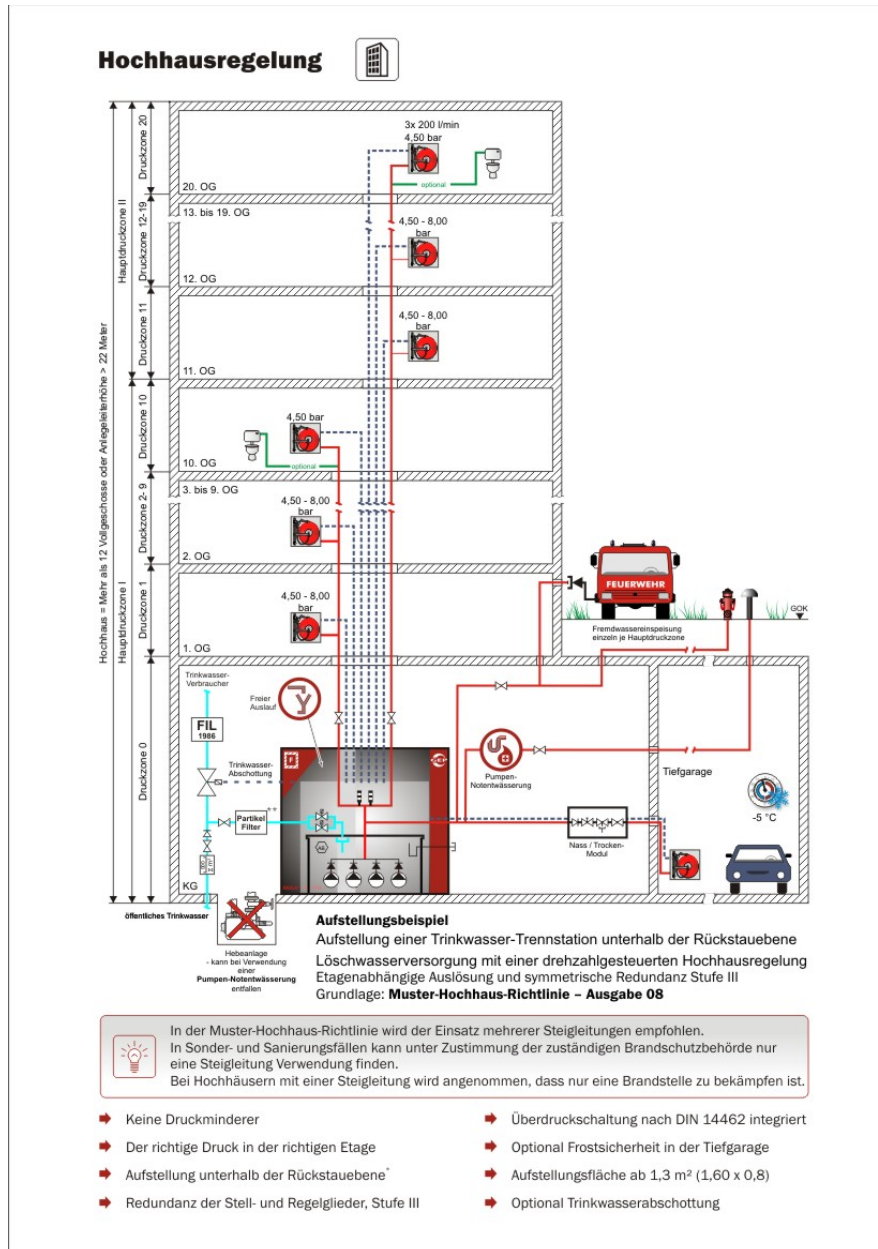 Hochhausregelung
Hochhaus = Mehr als 12 Vollgeschosse oder Anlegeleiterhöhe > 22 Meter
Hauptdruckzone II
Hauptdruckzone I
Druckzone 20
Druckzone 12-19
Druckzone 11
Druckzone 10
Druckzone 2- 9
Druckzone 1
Druckzone 0
3x 200 l/min
4,50 bar
optional
20. OG
13. bis 19. OG
4,50 - 8,00
bar
12. OG
4,50 - 8,00
bar
11. OG
4,50 bar
optional
10. OG
3. bis 9. OG
4,50 - 8,00
bar
2. OG
4,50 - 8,00
bar
1. OG
FEUERWEHR
GOK
Fremdwassereinspeisung
einzeln je Hauptdruckzone
Trinkwasser-
Verbraucher
FIL
1986
Freier
Auslauf
Trinkwasser-
Abschottung
Partikel
Filter
**
Pumpen-
Notentwässerung
Tiefgarage
-5 °C
Nass / Trocken-
Modul
KG
öffentliches Trinkwasser
Hebeanlage
- kann bei Verwendung
einer
Pumpen-Notentwässerung
entfallen
Aufstellungsbeispiel
Aufstellung einer Trinkwasser-Trennstation unterhalb der Rückstauebene
Löschwasserversorgung mit einer drehzahlgesteuerten Hochhausregelung
Etagenabhängige Auslösung und symmetrische Redundanz Stufe III
Grundlage: Muster-Hochhaus-Richtlinie – Ausgabe 08
In der Muster-Hochhaus-Richtlinie wird der Einsatz mehrerer Steigleitungen empfohlen.
In Sonder- und Sanierungsfällen kann unter Zustimmung der zuständigen Brandschutzbehörde nur
eine Steigleitung Verwendung finden.
Bei Hochhäusern mit einer Steigleitung wird angenommen, dass nur eine Brandstelle zu bekämpfen ist.
Keine Druckminderer
Der richtige Druck in der richtigen Etage
Aufstellung unterhalb der Rückstauebene*
Redundanz der Stell- und Regelglieder, Stufe III
Überdruckschaltung nach DIN 14462 integriert
Optional Frostsicherheit in der Tiefgarage
Aufstellungsfläche ab 1,3 m² (1,60 x 0,8)
Optional Trinkwasserabschottung